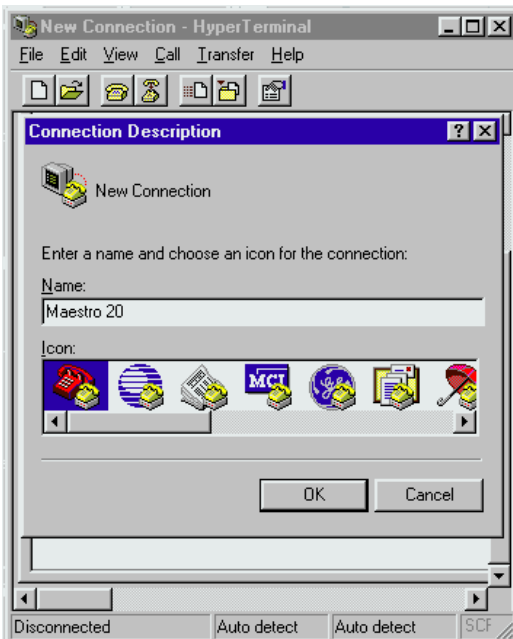 New Connection - HyperTerminal
File Edit View Call Transfer Help
Connection Description
New Connection
Enter a name and choose an icon for the connection:
Name:
Maestro 20
Icon:
MCI
OK Cancel
Disconnected Auto detect Auto detect SCF